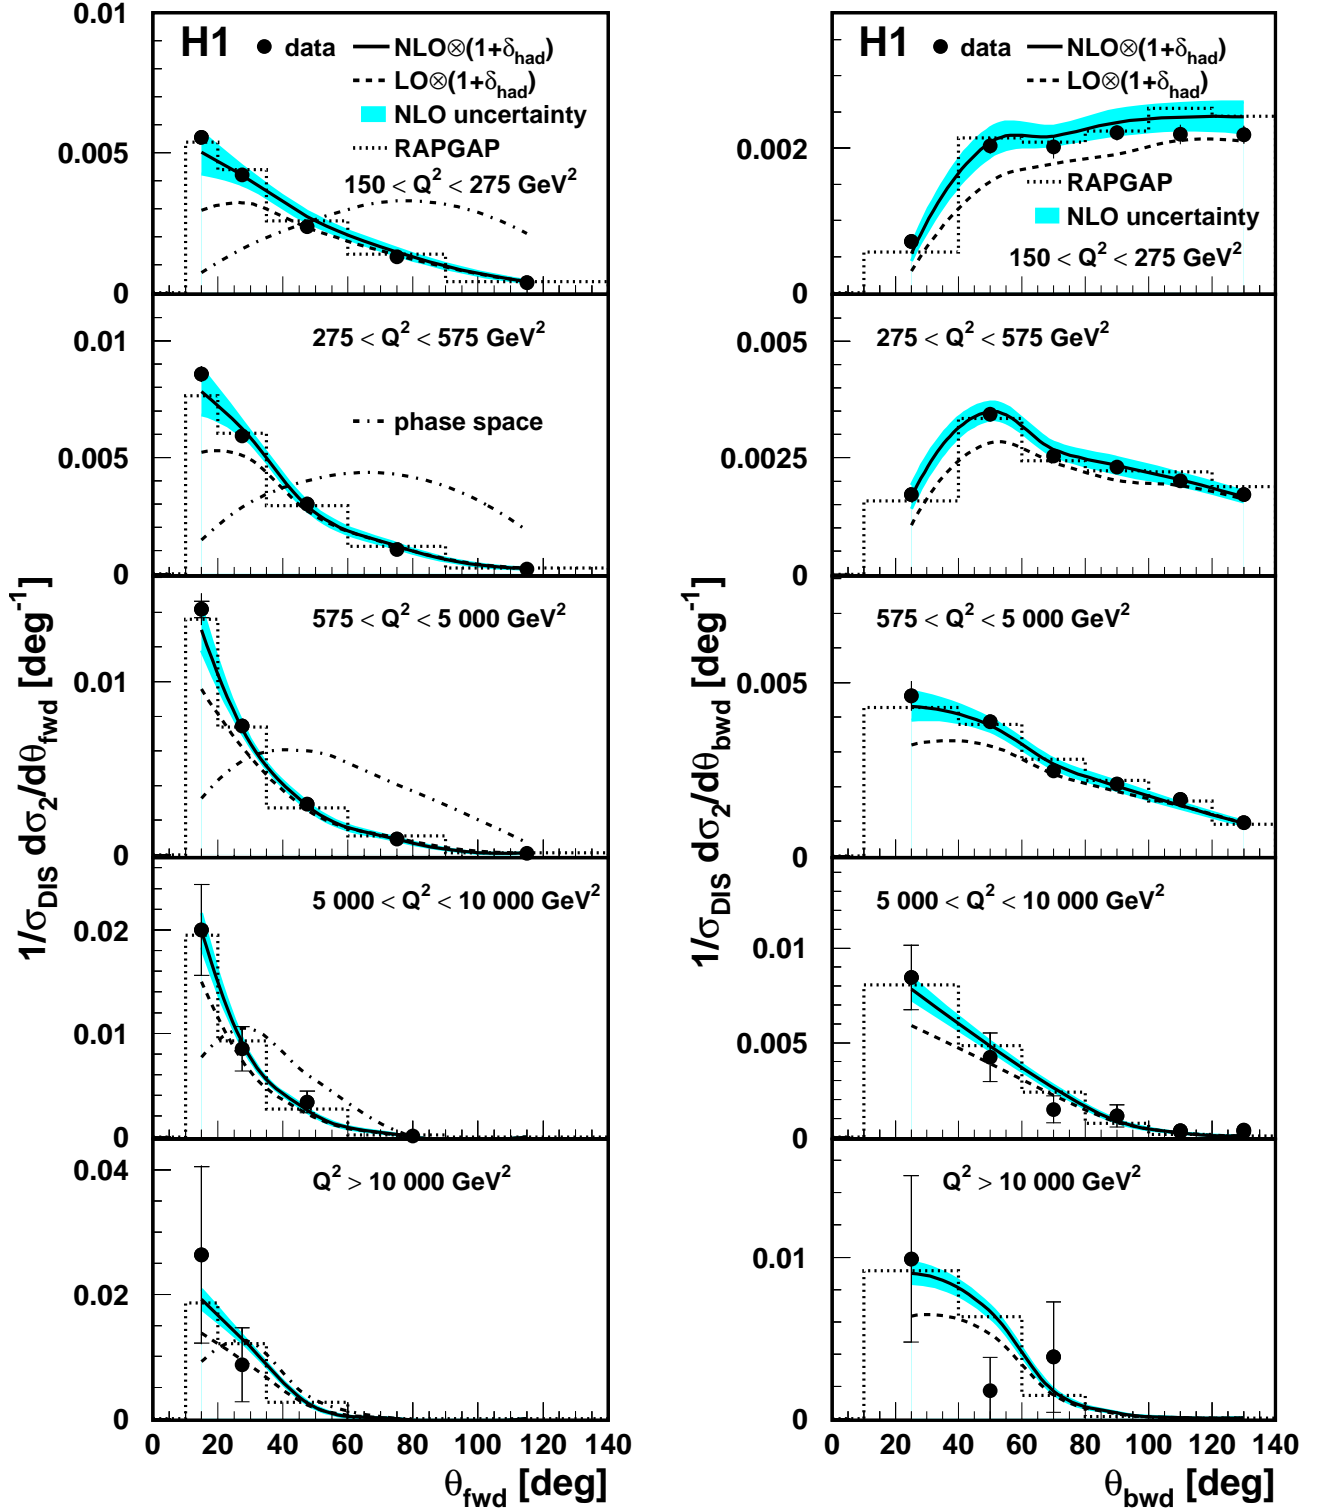 H1
data
NLO⊗(1+δhad)
LO⊗(1+δhad)
NLO uncertainty
RAPGAP
150 < Q² < 275 GeV²
0.01
0.005
0
275 < Q² < 575 GeV²
phase space
0.01
0.005
0
575 < Q² < 5 000 GeV²
0.01
0
5 000 < Q² < 10 000 GeV²
0.02
0.01
0
Q² > 10 000 GeV²
0.04
0.02
0
0 20 40 60 80 100 120 140
θfwd [deg]
1/σDIS dσ₂/dθfwd [deg⁻¹]
H1
data
NLO⊗(1+δhad)
LO⊗(1+δhad)
RAPGAP
NLO uncertainty
150 < Q² < 275 GeV²
0.002
0
275 < Q² < 575 GeV²
0.005
0.0025
0
575 < Q² < 5 000 GeV²
0.005
0
5 000 < Q² < 10 000 GeV²
0.01
0.005
0
Q² > 10 000 GeV²
0.01
0
0 20 40 60 80 100 120 140
θbwd [deg]
1/σDIS dσ₂/dθbwd [deg⁻¹]